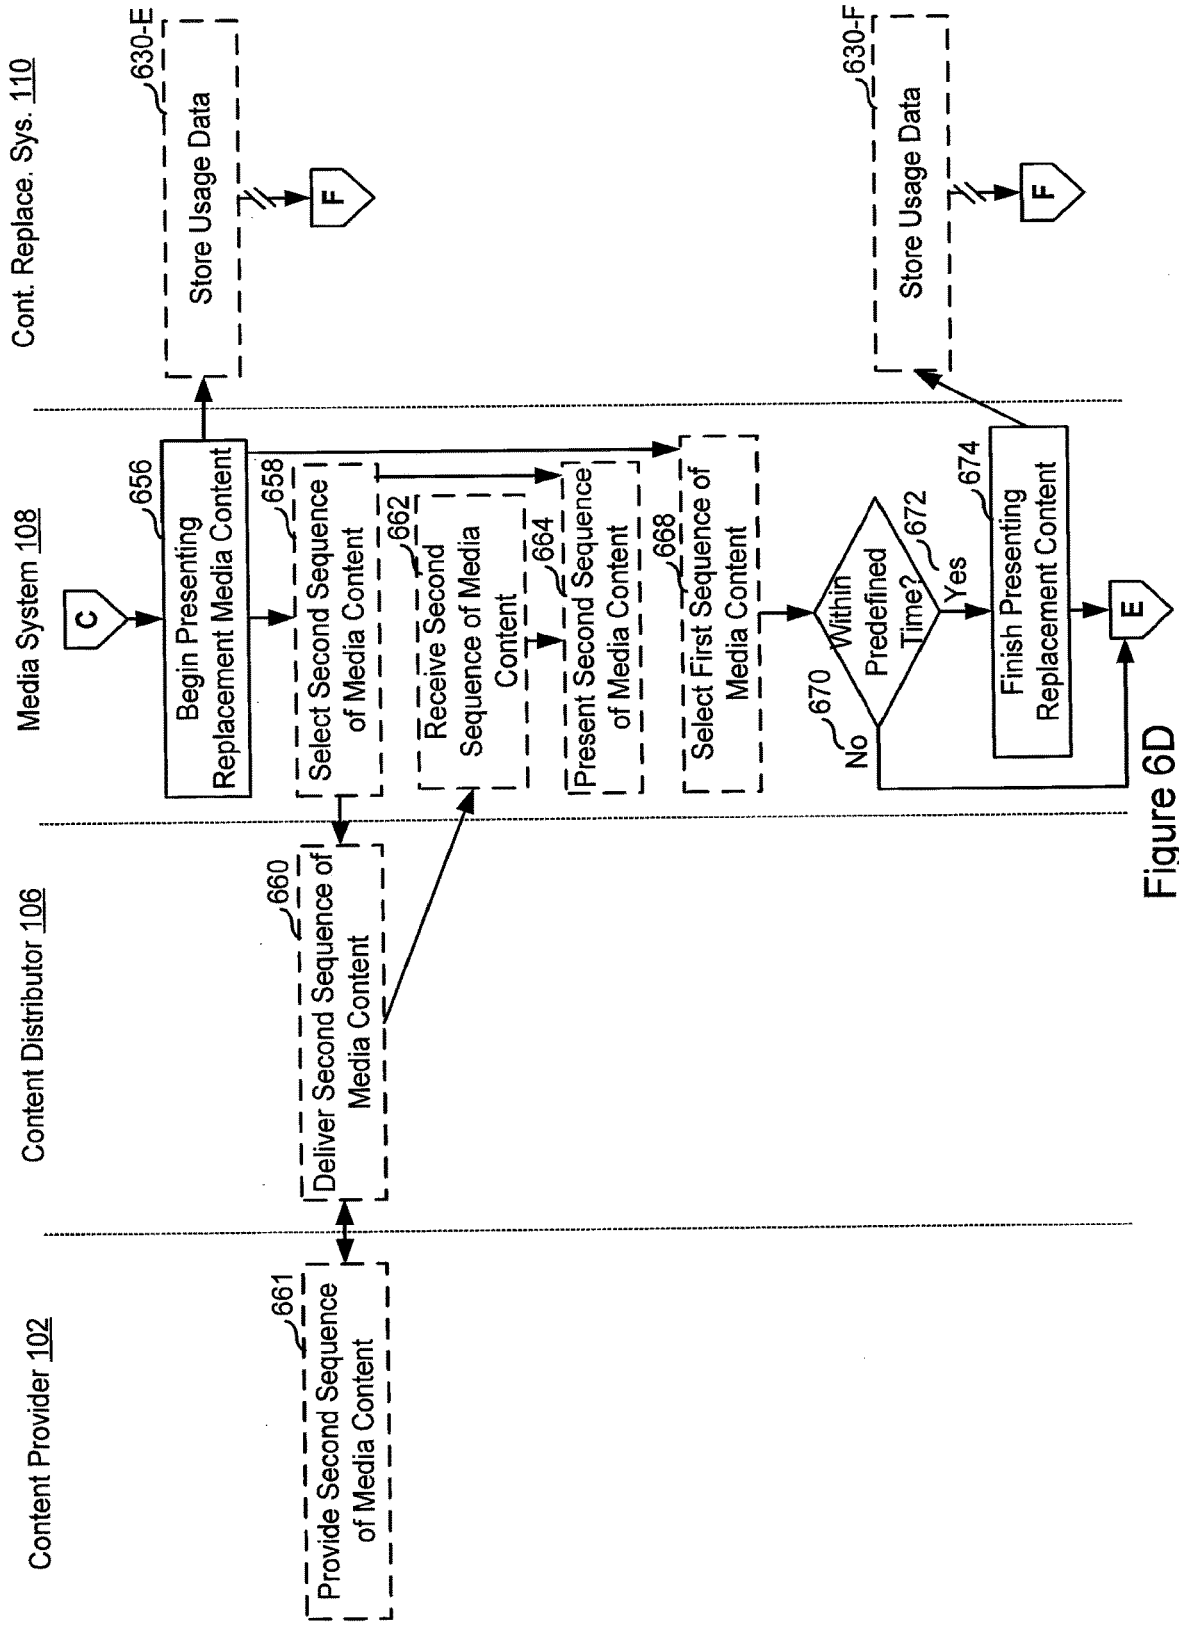 Content Provider 102
Content Distributor 106
Media System 108
Cont. Replace. Sys. 110
C
656
Begin Presenting
Replacement Media Content
630-E
Store Usage Data
F
658
Select Second Sequence
of Media Content
660
Deliver Second Sequence of
Media Content
661
Provide Second Sequence
of Media Content
662
Receive Second
Sequence of Media
Content
664
Present Second Sequence
of Media Content
668
Select First Sequence of
Media Content
Within
Predefined
Time?
670
No
672
Yes
674
Finish Presenting
Replacement Content
630-F
Store Usage Data
F
E
Figure 6D